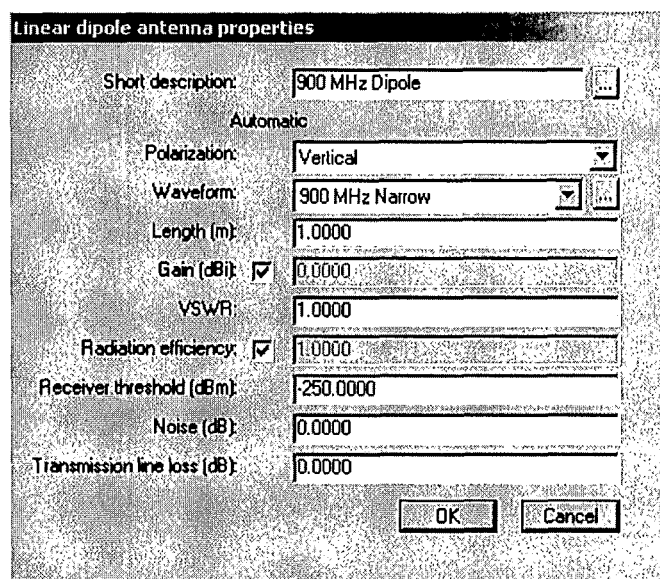 Linear dipole antenna properties
Short description: 900 MHz Dipole ...
Automatic
Polarization: Vertical
Waveform: 900 MHz Narrow ...
Length (m): 1.0000
Gain (dBi): 0.0000
VSWR: 1.0000
Radiation efficiency: 1.0000
Receiver threshold (dBm): -250.0000
Noise (dB): 0.0000
Transmission line loss (dB): 0.0000
OK Cancel